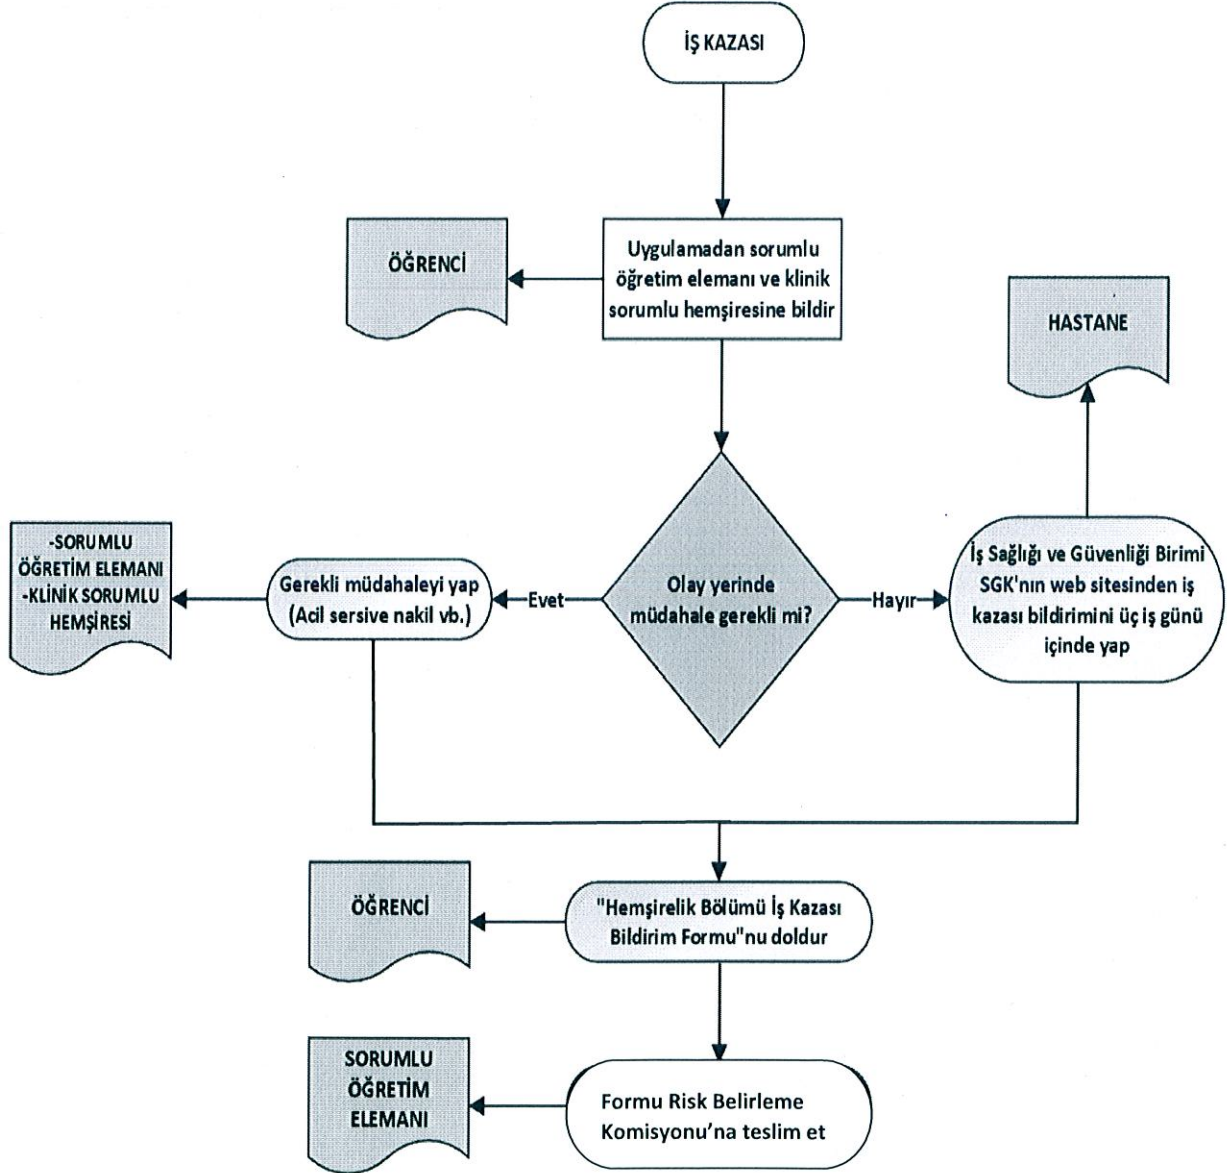 İŞ KAZASI
ÖĞRENCİ
Uygulamadan sorumlu
öğretim elemanı ve klinik
sorumlu hemşiresine bildir
HASTANE
-SORUMLU
ÖĞRETİM ELEMANI
-KLİNİK SORUMLU
HEMŞİRESİ
Gerekli müdahaleyi yap
(Acil sersive nakil vb.)
Evet
Olay yerinde
müdahale gerekli mi?
Hayır
İş Sağlığı ve Güvenliği Birimi
SGK'nın web sitesinden iş
kazası bildirimini üç iş günü
içinde yap
ÖĞRENCİ
"Hemşirelik Bölümü İş Kazası
Bildirim Formu"nu doldur
SORUMLU
ÖĞRETİM
ELEMANI
Formu Risk Belirleme
Komisyonu’na teslim et